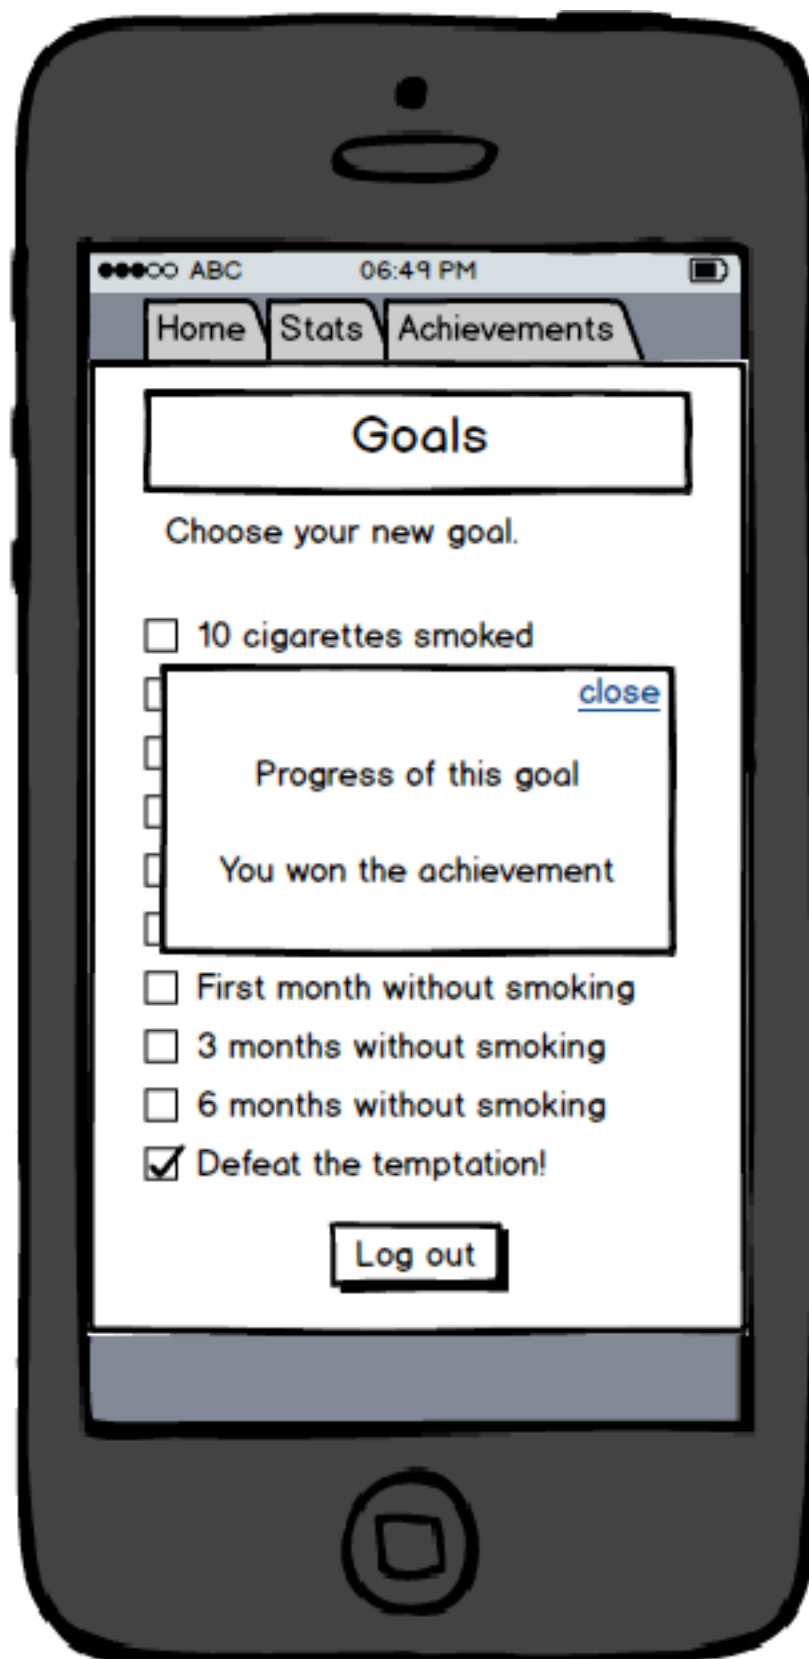 ABC 06:49 PM
Home Stats Achievements
Goals
Choose your new goal.
10 cigarettes smoked
close
Progress of this goal
You won the achievement
First month without smoking
3 months without smoking
6 months without smoking
Defeat the temptation!
Log out